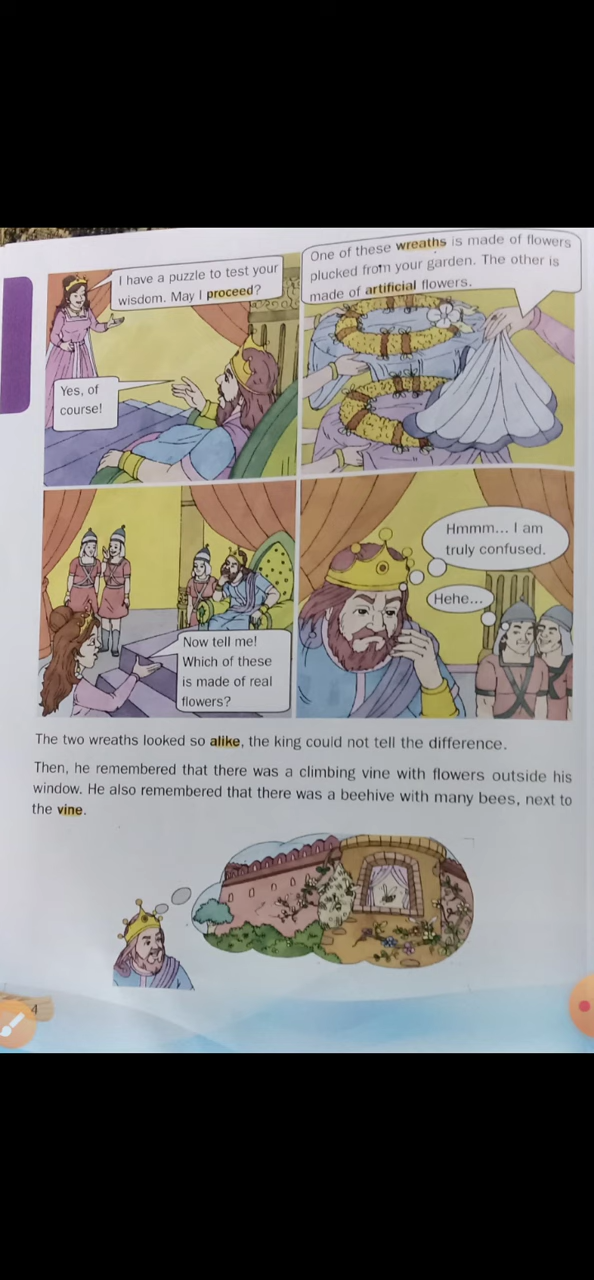 I have a puzzle to test your
wisdom. May I proceed?
Yes, of
course!
One of these wreaths is made of flowers
plucked from your garden. The other is
made of artificial flowers.
Now tell me!
Which of these
is made of real
flowers?
Hmmm... I am
truly confused.
Hehe...
The two wreaths looked so alike, the king could not tell the difference.
Then, he remembered that there was a climbing vine with flowers outside his
window. He also remembered that there was a beehive with many bees, next to
the vine.
4